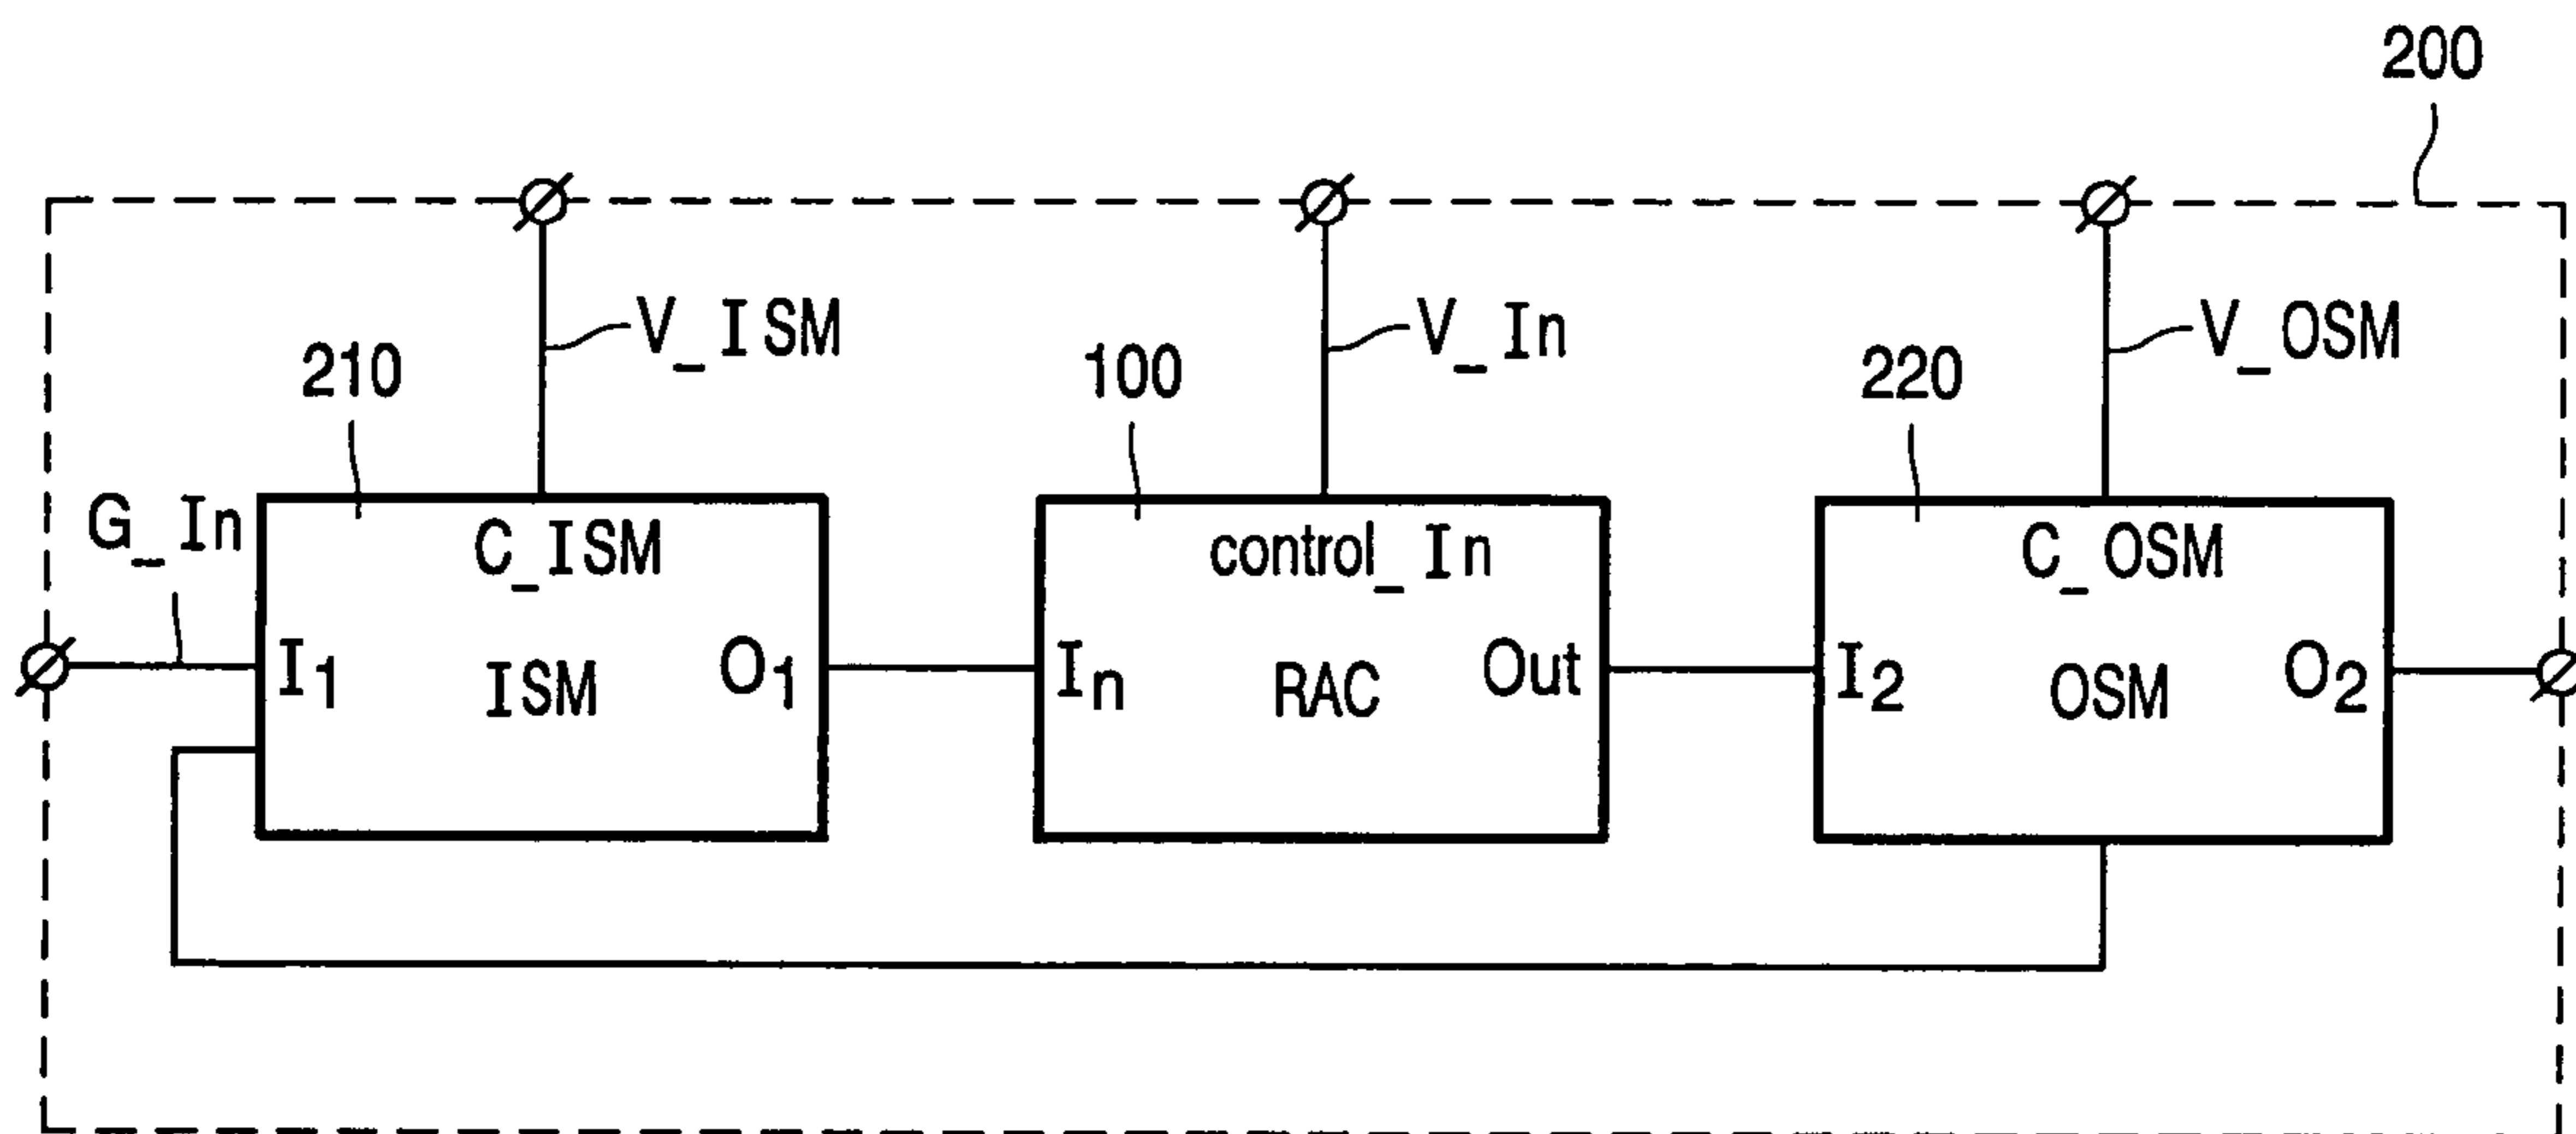 200
V_ISM
V_In
V_OSM
210
100
220
G_In
C_ISM
control_In
C_OSM
I1
ISM
O1
In
RAC
Out
I2
OSM
O2